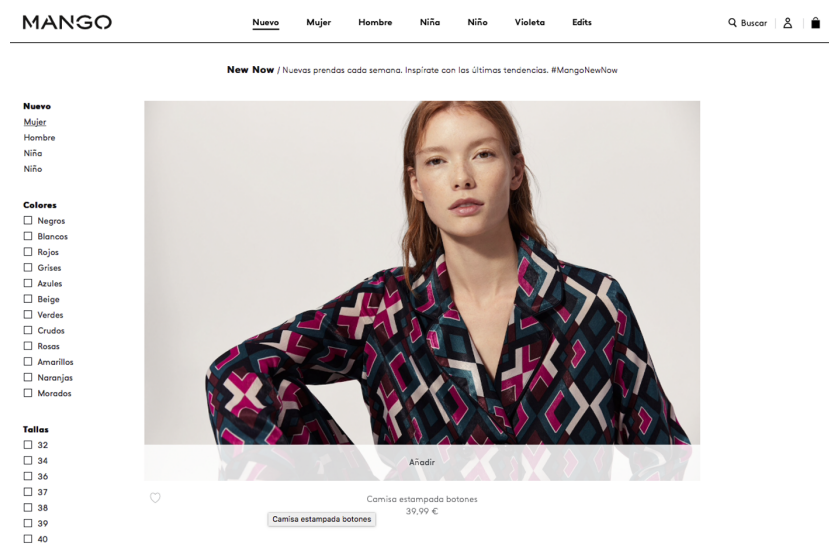 MANGO
Nuevo Mujer Hombre Niña Niño Violeta Edits
Buscar
New Now / Nuevas prendas cada semana. Inspírate con las últimas tendencias. #MangoNewNow
Nuevo
Mujer
Hombre
Niña
Niño
Colores
Negros
Blancos
Rojos
Grises
Azules
Beige
Verdes
Crudos
Rosas
Amarillos
Naranjas
Morados
Tallas
32
34
36
37
38
39
40
Añadir
Camisa estampada botones
39,99 €
Camisa estampada botones